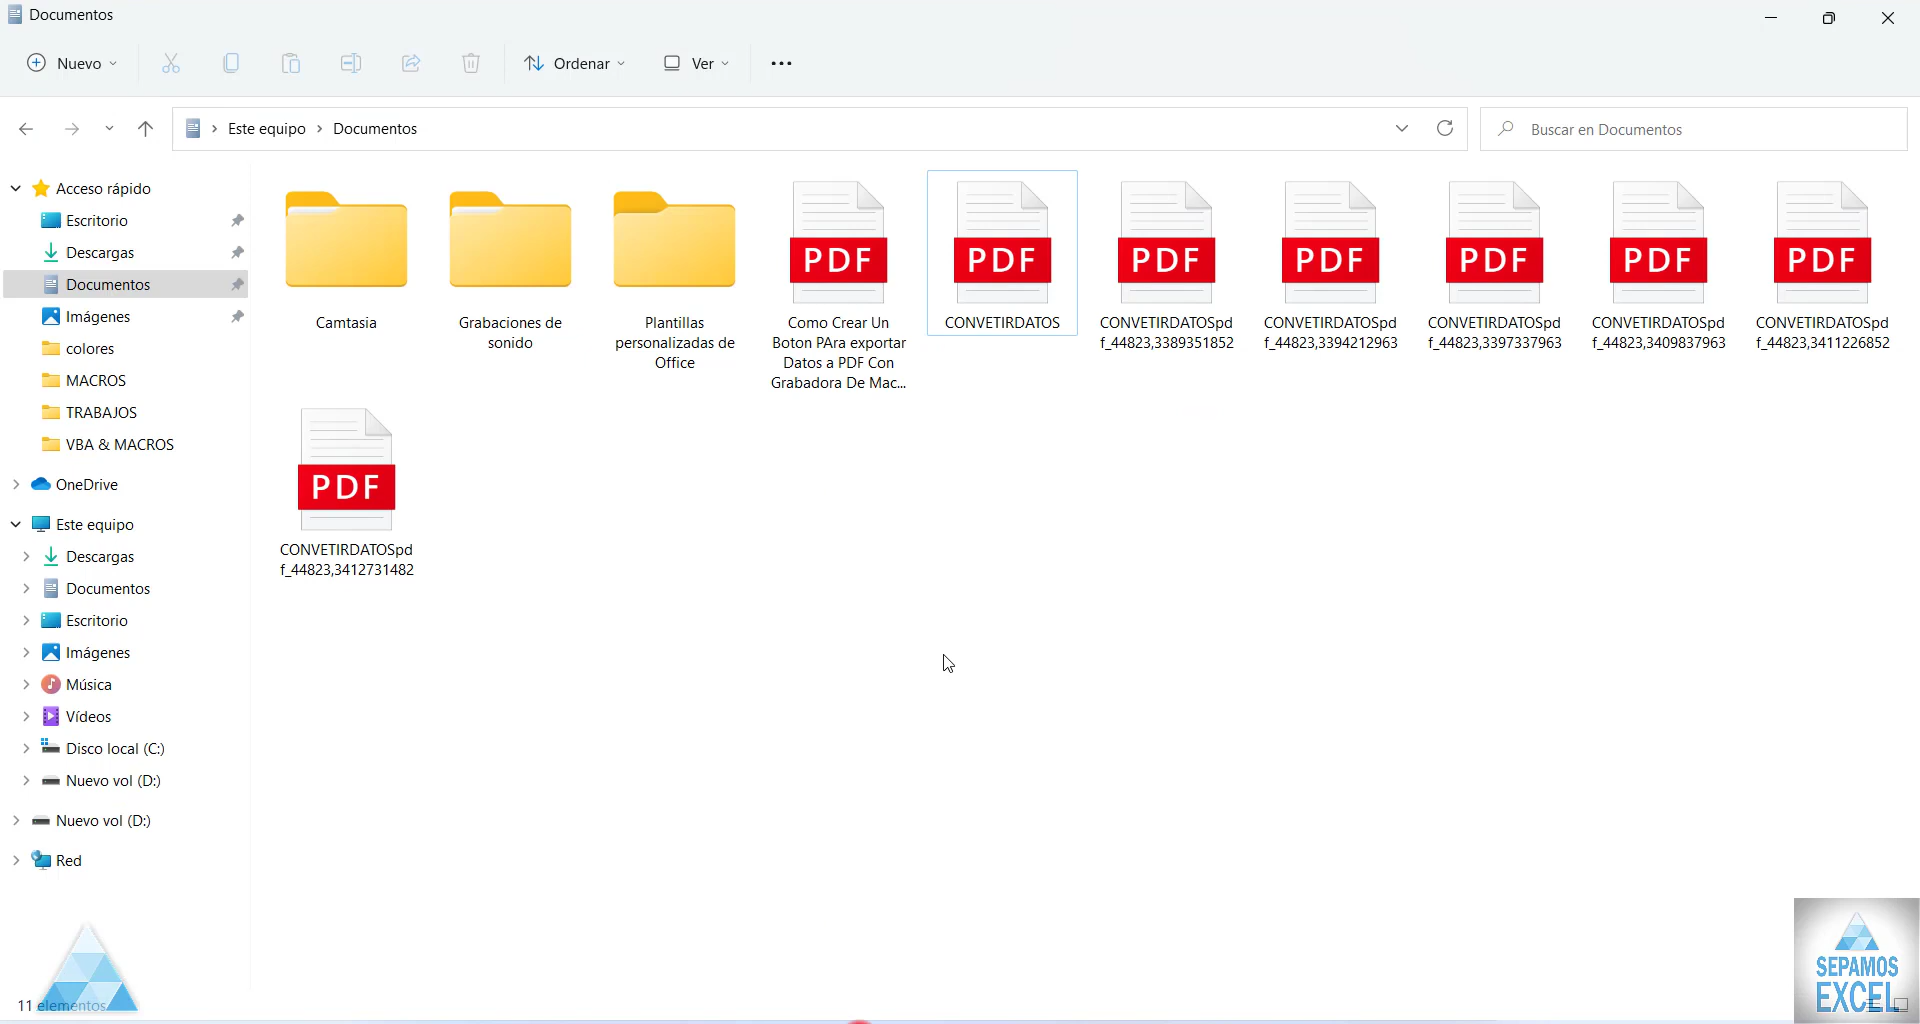 Documentos
Nuevo
Ordenar
Ver
Este equipo
Documentos
Buscar en Documentos
Acceso rápido
Escritorio
Descargas
Documentos
Imágenes
colores
MACROS
TRABAJOS
VBA & MACROS
OneDrive
Este equipo
Descargas
Documentos
Escritorio
Imágenes
Música
Vídeos
Disco local (C:)
Nuevo vol (D:)
Nuevo vol (D:)
Red
Camtasia
Grabaciones de
sonido
Plantillas
personalizadas de
Office
PDF
Como Crear Un
Boton PAra exportar
Datos a PDF Con
Grabadora De Mac...
PDF
CONVETIRDATOS
PDF
CONVETIRDATOSpd
f_44823,3389351852
PDF
CONVETIRDATOSpd
f_44823,3394212963
PDF
CONVETIRDATOSpd
f_44823,3397337963
PDF
CONVETIRDATOSpd
f_44823,3409837963
PDF
CONVETIRDATOSpd
f_44823,3411226852
PDF
CONVETIRDATOSpd
f_44823,3412731482
11 elementos
SEPAMOS
EXCEL